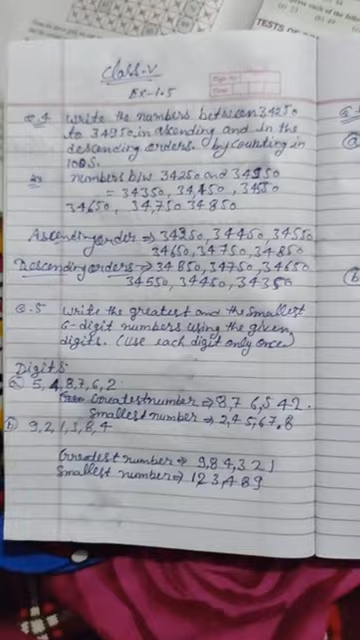 Class-V
Ex-1.5
Q.4 Write the numbers between 34250
to 34950, in ascending and in the
descending orders. by counting in
100S.
numbers b/w 34250 and 34950
= 34350, 34450, 34550
34650, 34,750 34850
Ascending order ⇒ 34350, 34450, 34550
34650, 34750, 34850
Descending orders ⇒ 34850, 34750, 34650
34550, 34450, 34350
Q.5 Write the greatest and the smallest
6-digit numbers using the given
digits. (use each digit only once)
Digits:
a) 5, 4, 8, 7, 6, 2
Greatest number ⇒ 8,7 6,5 4 2.
Smallest number ⇒ 2,4 5,6 7,8
b) 9, 2, 1, 3, 8, 4
Greatest number ⇒ 9,8 4,3 2 1
Smallest number ⇒ 1 2 3, 4 8 9